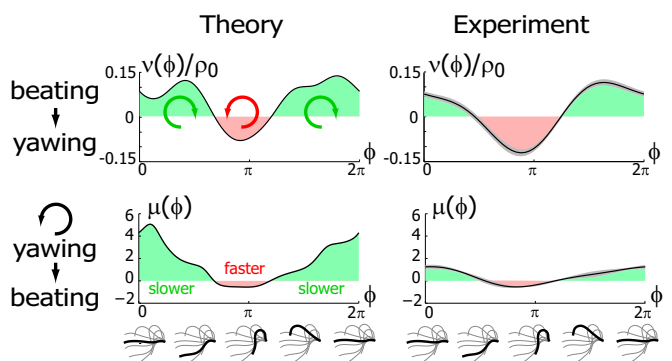 Theory
Experiment
beating
yawing
ν(ϕ)/ρ0
0.15
0
-0.15
0
π
2π
ϕ
ν(ϕ)/ρ0
0.15
0
-0.15
0
π
2π
ϕ
yawing
beating
μ(ϕ)
6
4
2
0
−2
slower
faster
slower
0
π
2π
ϕ
μ(ϕ)
6
4
2
0
−2
0
π
2π
ϕ